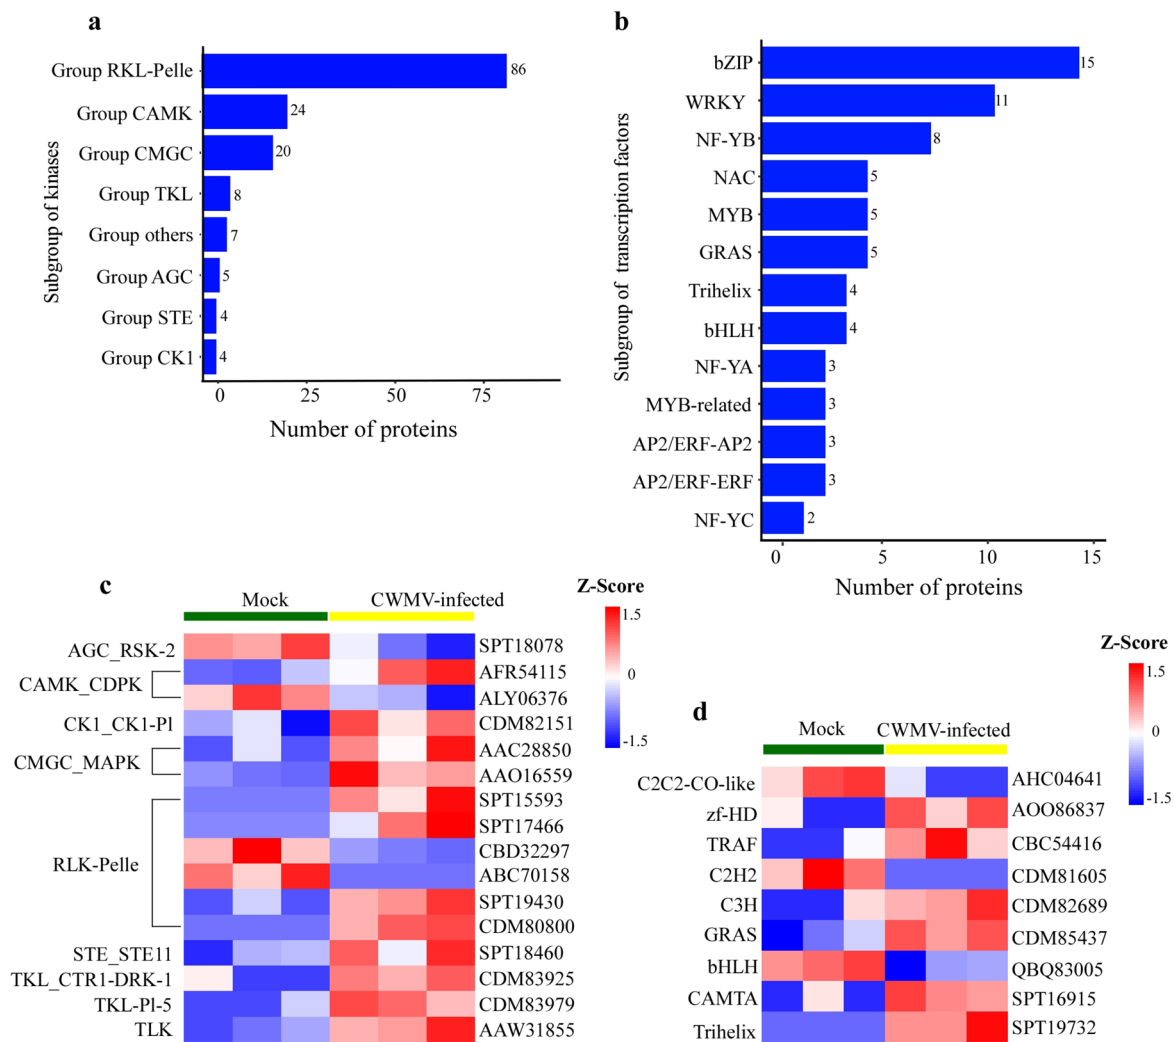 a
Group RKL-Pelle 86
Group CAMK 24
Group CMGC 20
Group TKL 8
Group others 7
Group AGC 5
Group STE 4
Group CK1 4
Subgroup of kinases
0 25 50 75
Number of proteins
b
bZIP 15
WRKY 11
NF-YB 8
NAC 5
MYB 5
GRAS 5
Trihelix 4
bHLH 4
NF-YA 3
MYB-related 3
AP2/ERF-AP2 3
AP2/ERF-ERF 3
NF-YC 2
Subgroup of transcription factors
0 5 10 15
Number of proteins
c
Mock CWMV-infected
Z-Score
1.5
0
-1.5
AGC_RSK-2 SPT18078
CAMK_CDPK AFR54115
ALY06376
CK1_CK1-Pl CDM82151
CMGC_MAPK AAC28850
AAO16559
RLK-Pelle SPT15593
SPT17466
CBD32297
ABC70158
SPT19430
CDM80800
STE_STE11 SPT18460
TKL_CTR1-DRK-1 CDM83925
TKL-Pl-5 CDM83979
TLK AAW31855
d
Mock CWMV-infected
Z-Score
1.5
0
-1.5
C2C2-CO-like AHC04641
zf-HD AOO86837
TRAF CBC54416
C2H2 CDM81605
C3H CDM82689
GRAS CDM85437
bHLH QBQ83005
CAMTA SPT16915
Trihelix SPT19732